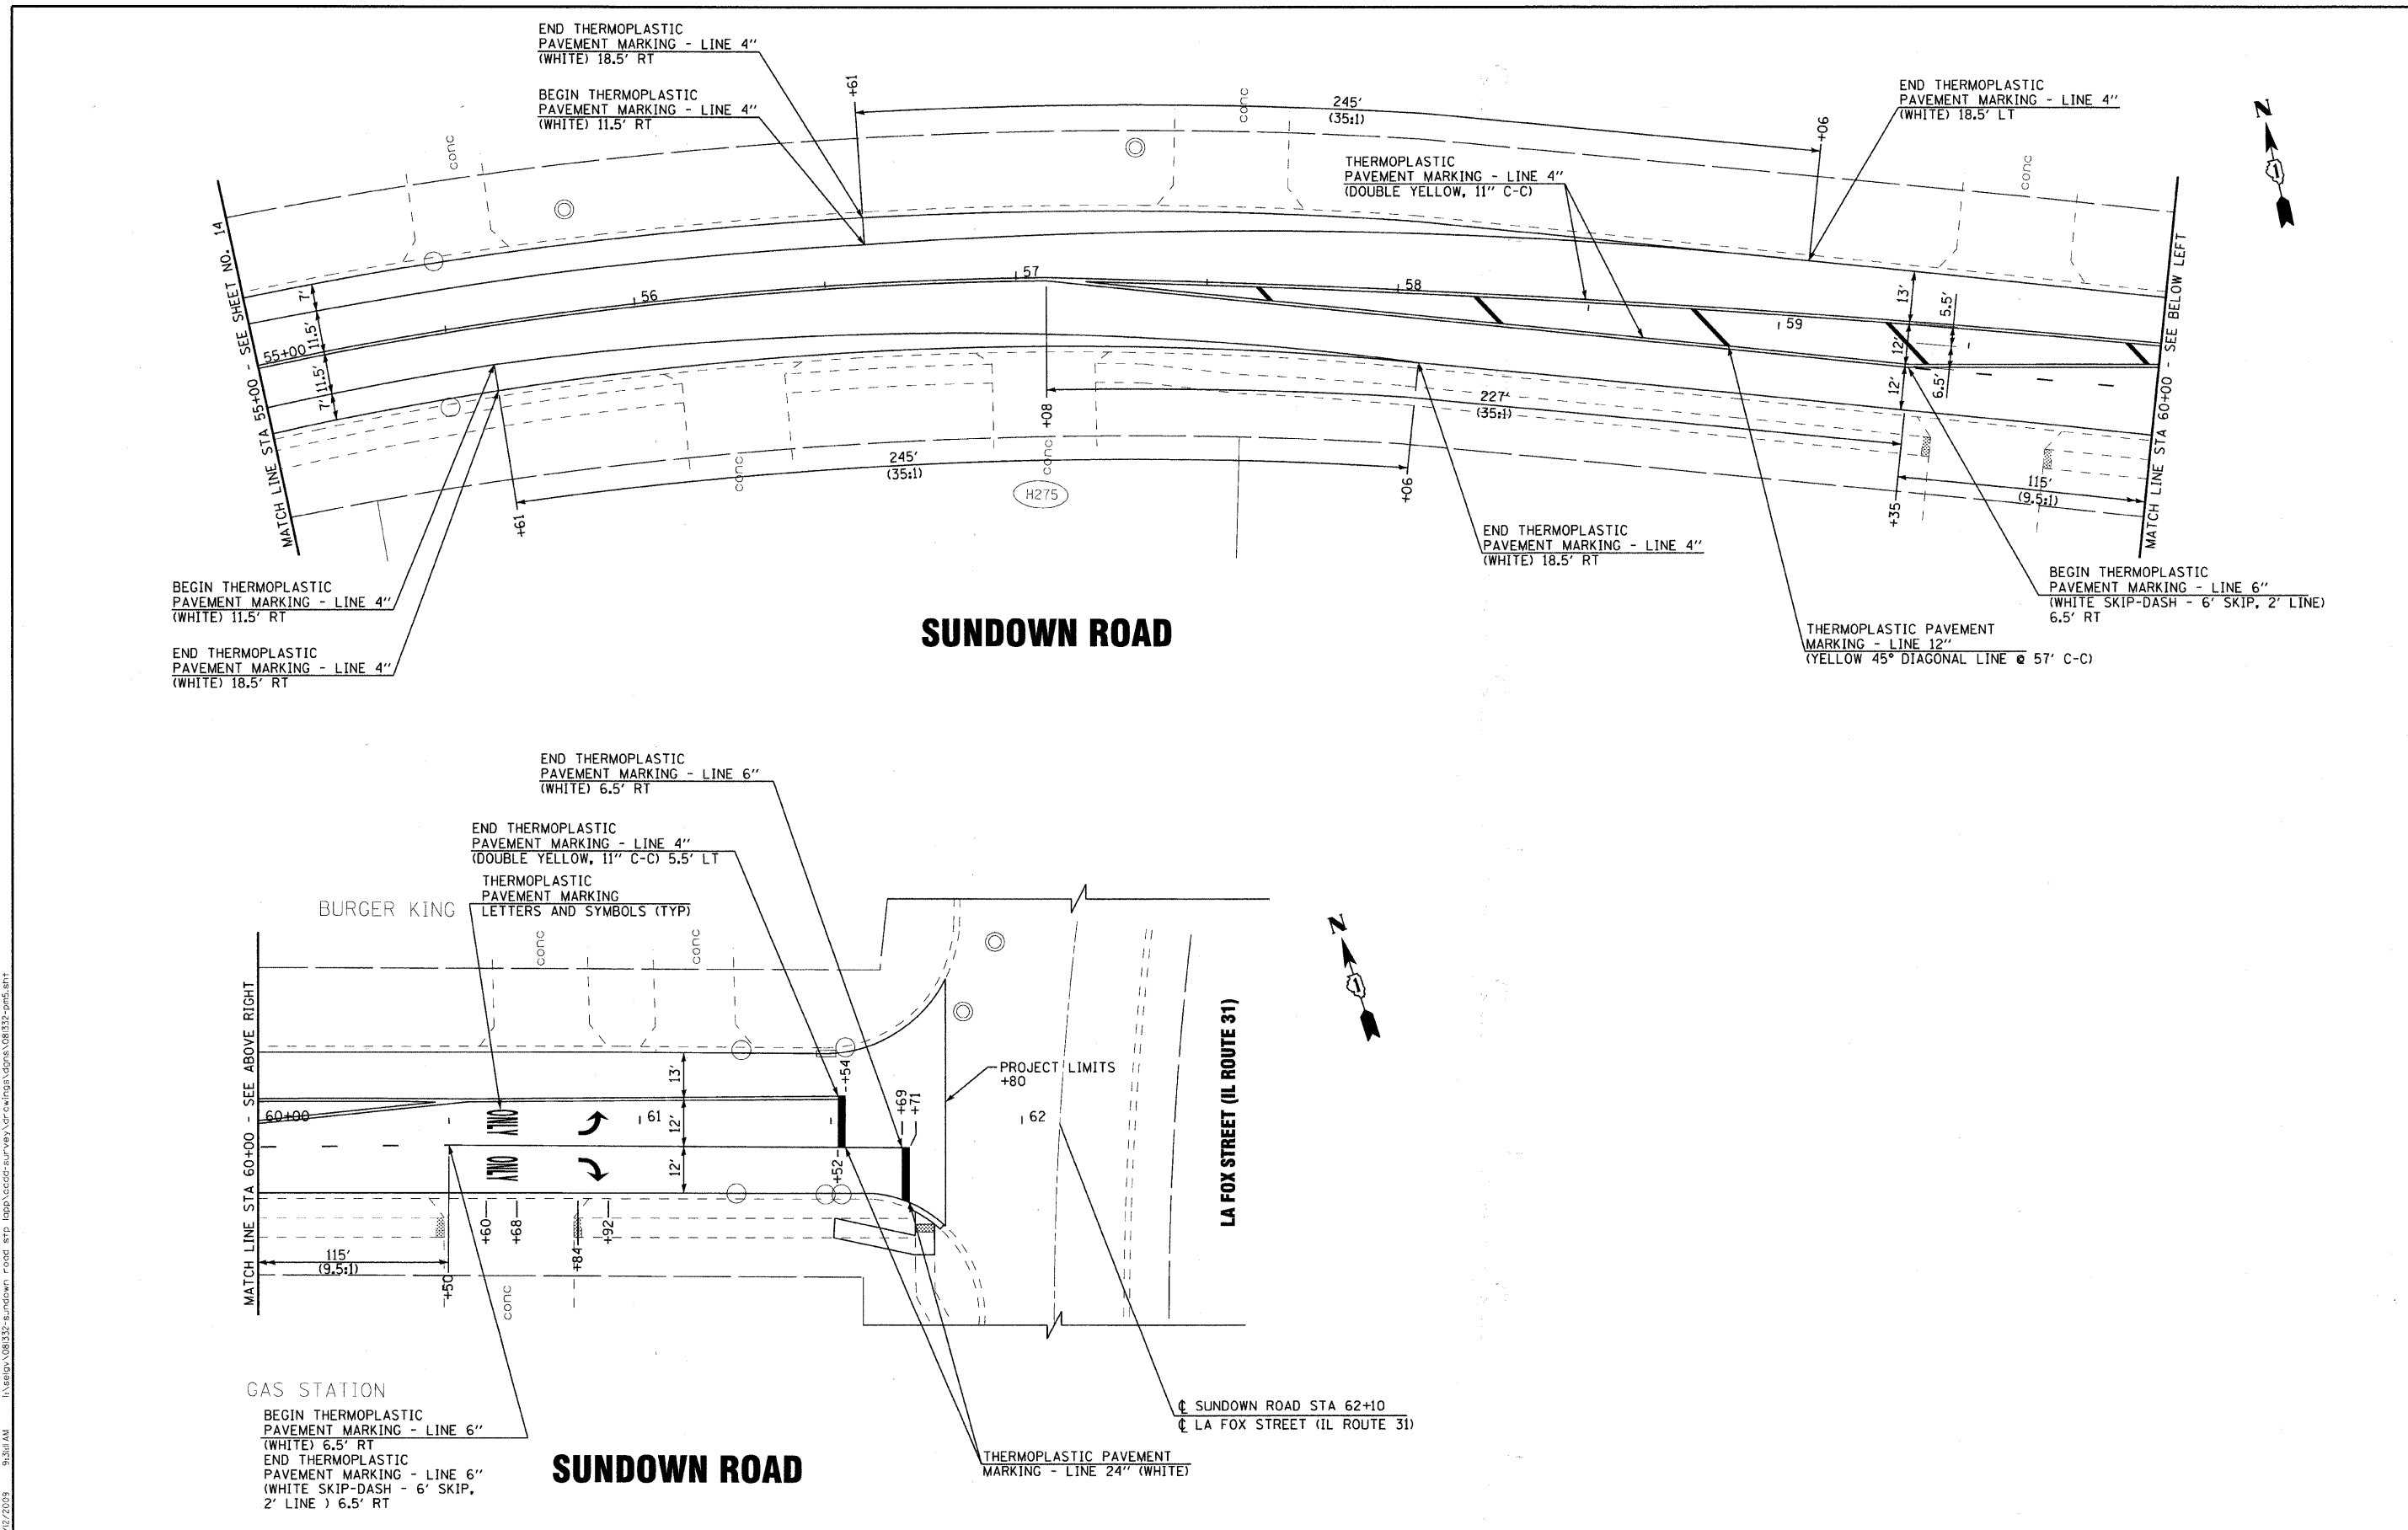 END THERMOPLASTIC
PAVEMENT MARKING - LINE 4"
(WHITE) 18.5' RT
BEGIN THERMOPLASTIC
PAVEMENT MARKING - LINE 4"
(WHITE) 11.5' RT
+61
245'
(35:1)
+06
END THERMOPLASTIC
PAVEMENT MARKING - LINE 4"
(WHITE) 18.5' LT
N
1
THERMOPLASTIC
PAVEMENT MARKING - LINE 4"
(DOUBLE YELLOW, 11" C-C)
conc
conc
conc
MATCH LINE STA 55+00 - SEE SHEET NO. 14
7'
11.5'
11.5'
7'
55+00
56
57
58
59
13'
12'
12'
5.5'
6.5'
MATCH LINE STA 60+00 - SEE BELOW LEFT
+08
227'
(35:1)
245'
(35:1)
+61
+06
conc
conc
H275
+35
115'
(9.5:1)
END THERMOPLASTIC
PAVEMENT MARKING - LINE 4"
(WHITE) 18.5' RT
BEGIN THERMOPLASTIC
PAVEMENT MARKING - LINE 4"
(WHITE) 11.5' RT
END THERMOPLASTIC
PAVEMENT MARKING - LINE 4"
(WHITE) 18.5' RT
BEGIN THERMOPLASTIC
PAVEMENT MARKING - LINE 6"
(WHITE SKIP-DASH - 6' SKIP, 2' LINE)
6.5' RT
THERMOPLASTIC PAVEMENT
MARKING - LINE 12"
(YELLOW 45° DIAGONAL LINE @ 57' C-C)
SUNDOWN ROAD
END THERMOPLASTIC
PAVEMENT MARKING - LINE 6"
(WHITE) 6.5' RT
END THERMOPLASTIC
PAVEMENT MARKING - LINE 4"
(DOUBLE YELLOW, 11" C-C) 5.5' LT
THERMOPLASTIC
PAVEMENT MARKING
LETTERS AND SYMBOLS (TYP)
BURGER KING
conc
conc
N
1
MATCH LINE STA 60+00 - SEE ABOVE RIGHT
60+00
ONLY
ONLY
61
13'
12'
12'
+54
+52
+69
+71
PROJECT LIMITS
+80
62
LA FOX STREET (IL ROUTE 31)
+60
+68
+84
+92
115'
(9.5:1)
+50
conc
GAS STATION
BEGIN THERMOPLASTIC
PAVEMENT MARKING - LINE 6"
(WHITE) 6.5' RT
END THERMOPLASTIC
PAVEMENT MARKING - LINE 6"
(WHITE SKIP-DASH - 6' SKIP,
2' LINE ) 6.5' RT
SUNDOWN ROAD
THERMOPLASTIC PAVEMENT
MARKING - LINE 24" (WHITE)
℄ SUNDOWN ROAD STA 62+10
℄ LA FOX STREET (IL ROUTE 31)